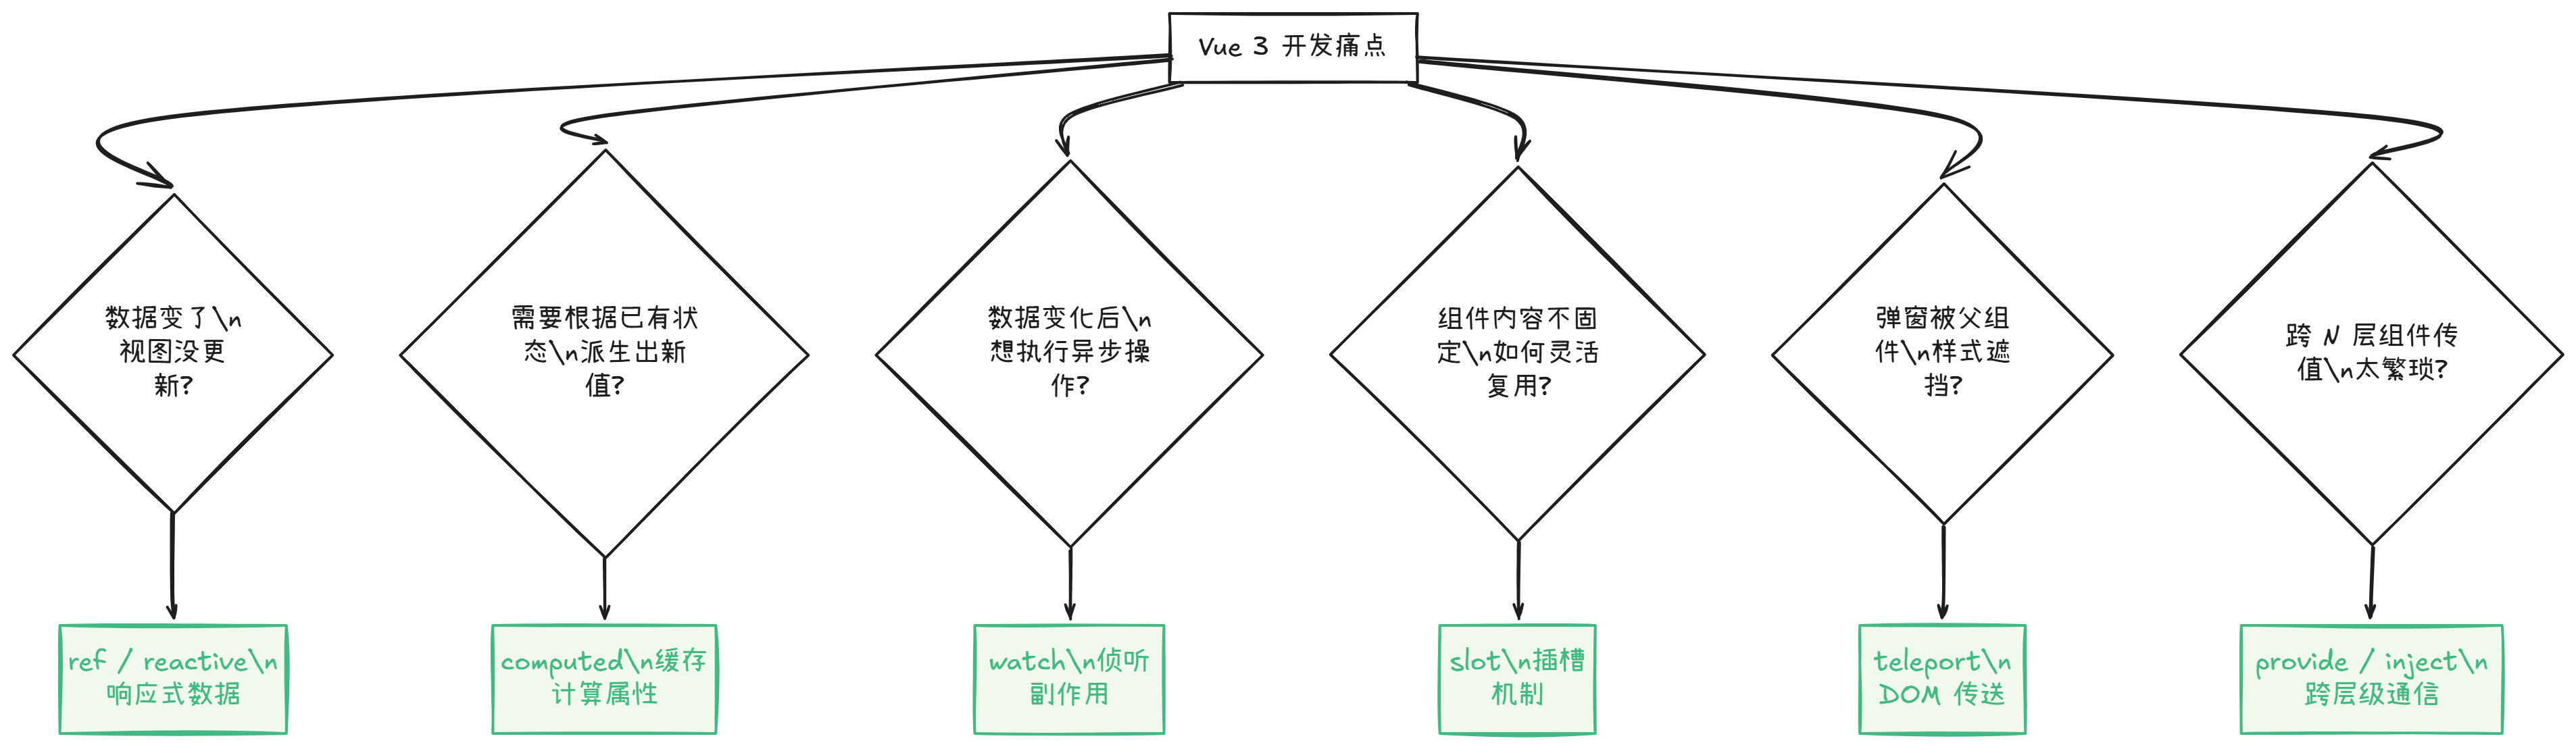 Vue 3 开发痛点
数据变了\n
视图没更
新?
需要根据已有状
态\n派生出新
值?
数据变化后\n
想执行异步操
作?
组件内容不固
定\n如何灵活
复用?
弹窗被父组
件\n样式遮
挡?
跨 N 层组件传
值\n太繁琐?
ref / reactive\n
响应式数据
computed\n缓存
计算属性
watch\n侦听
副作用
slot\n插槽
机制
teleport\n
DOM 传送
provide / inject\n
跨层级通信